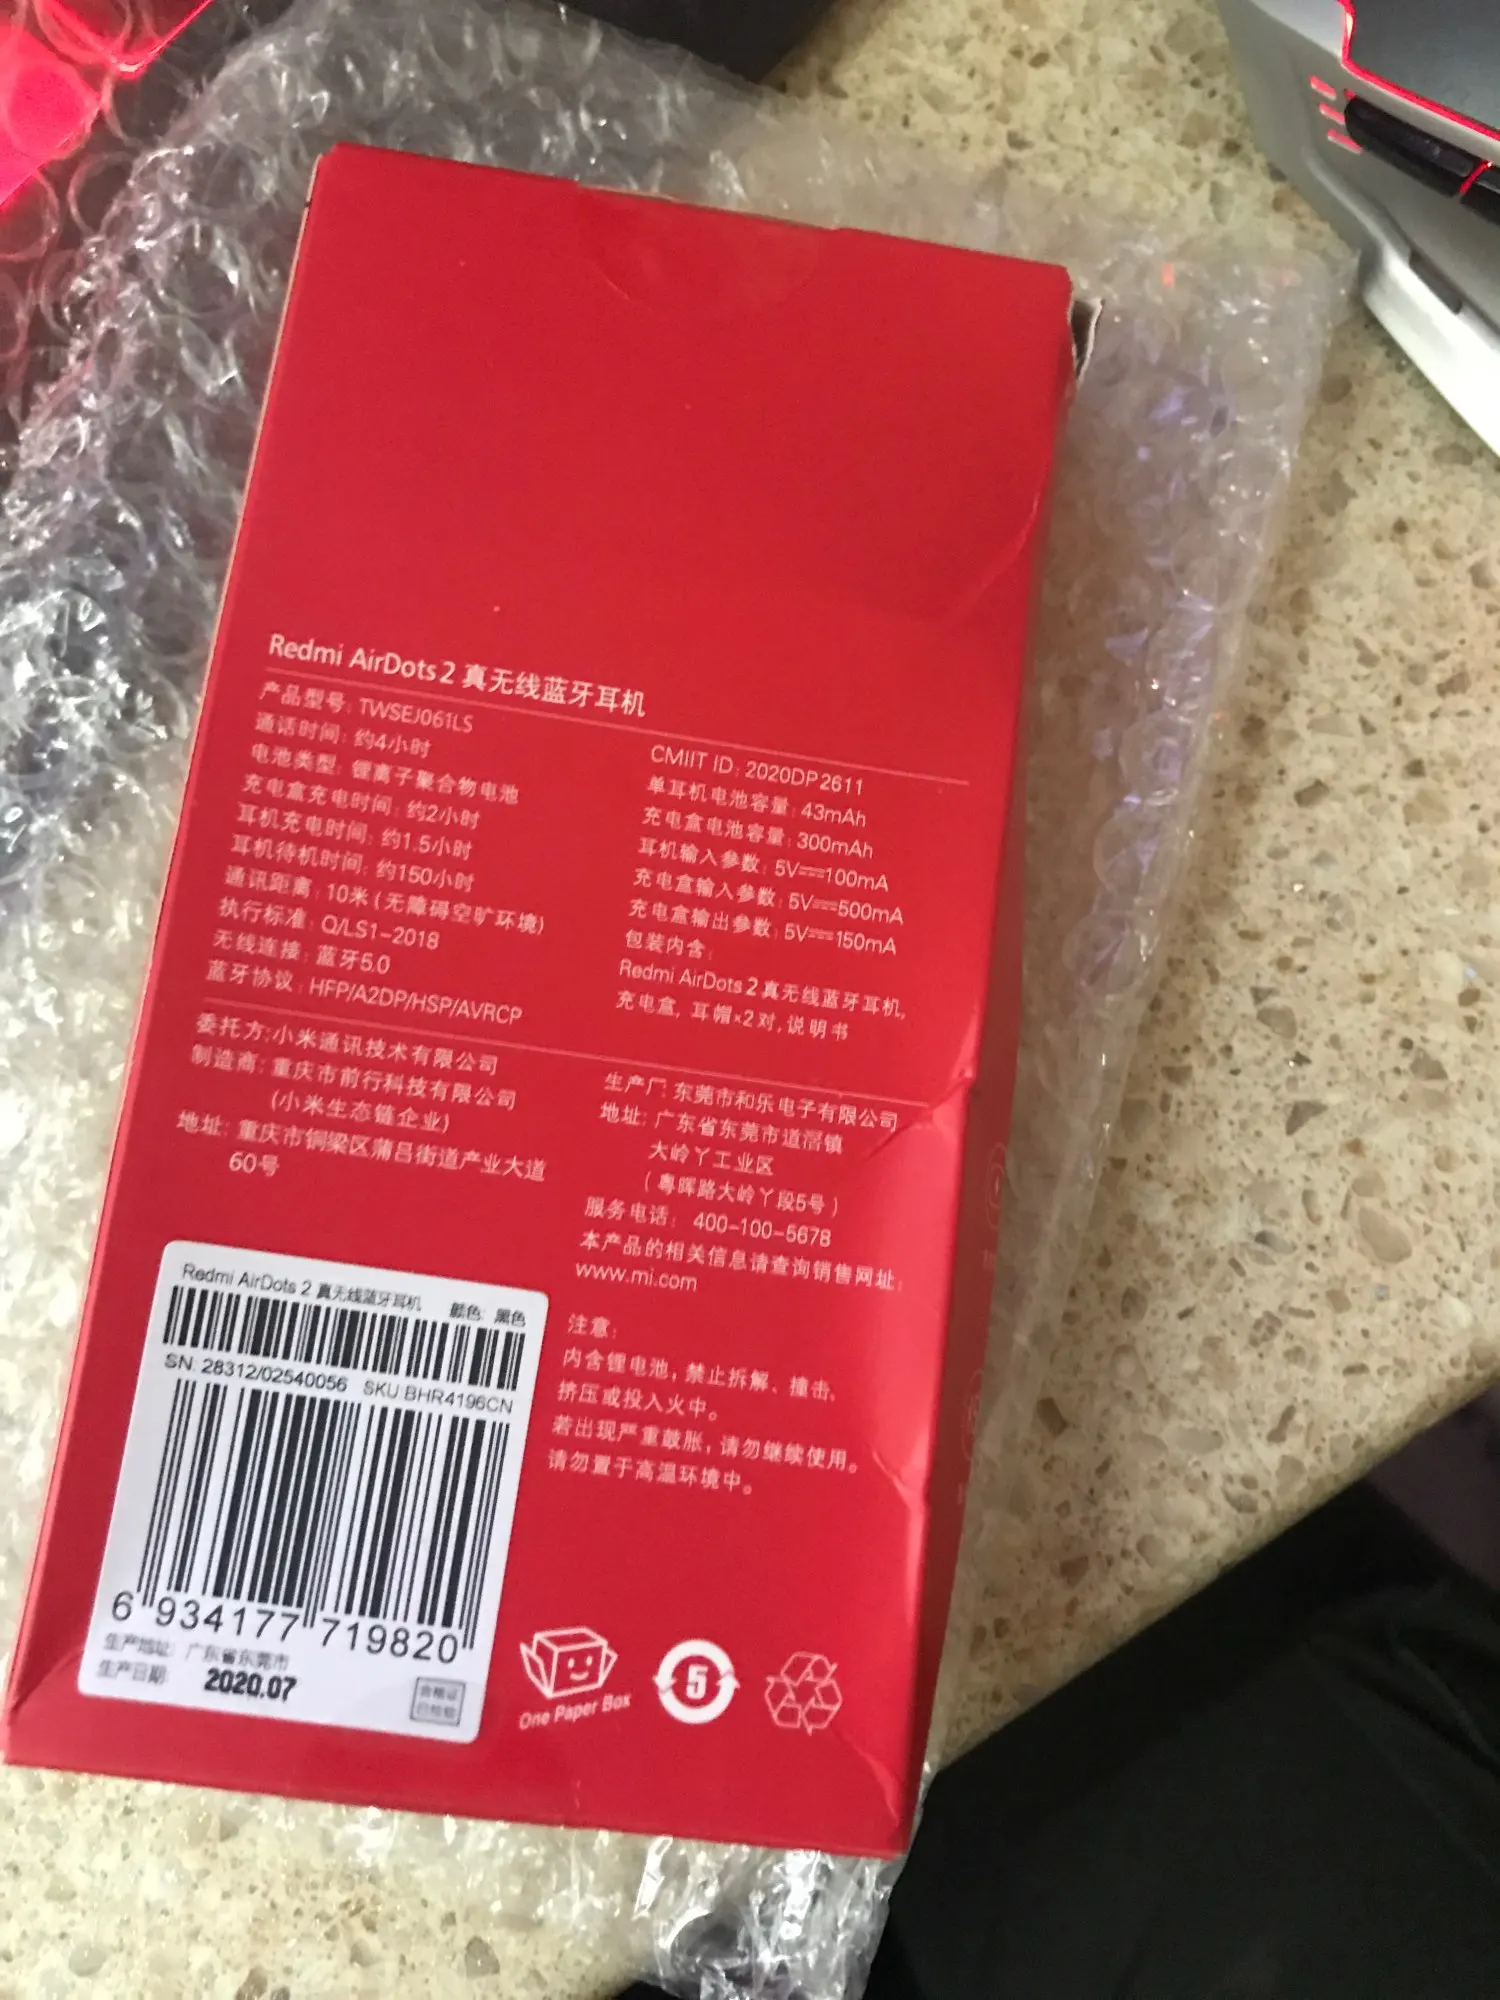 Redmi AirDots 2 真无线蓝牙耳机
产品型号: TWSEJ061LS
通话时间: 约4小时
电池类型: 锂离子聚合物电池
充电盒充电时间: 约2小时
耳机充电时间: 约1.5小时
耳机待机时间: 约150小时
通讯距离: 10米 (无障碍空旷环境)
执行标准: Q/LS1-2018
无线连接: 蓝牙5.0
蓝牙协议: HFP/A2DP/HSP/AVRCP
CMIIT ID: 2020DP2611
单耳机电池容量: 43mAh
充电盒电池容量: 300mAh
耳机输入参数: 5V⎓100mA
充电盒输入参数: 5V⎓500mA
充电盒输出参数: 5V⎓150mA
包装内含:
Redmi AirDots 2 真无线蓝牙耳机,
充电盒, 耳帽×2对, 说明书
委托方: 小米通讯技术有限公司
制造商: 重庆市前行科技有限公司
(小米生态链企业)
地址: 重庆市铜梁区蒲吕街道产业大道
60号
生产厂: 东莞市和乐电子有限公司
地址: 广东省东莞市道滘镇
大岭丫工业区
(粤晖路大岭丫段5号)
服务电话: 400-100-5678
本产品的相关信息请查询销售网址:
www.mi.com
注意:
内含锂电池, 禁止拆解、撞击,
挤压或投入火中。
若出现严重鼓胀, 请勿继续使用。
请勿置于高温环境中。
Redmi AirDots 2 真无线蓝牙耳机 颜色: 黑色
SN: 28312/02540056 SKU:BHR4196CN
6 934177 719820
生产地址: 广东省东莞市
生产日期: 2020.07
合格证
已检验
One Paper Box
5